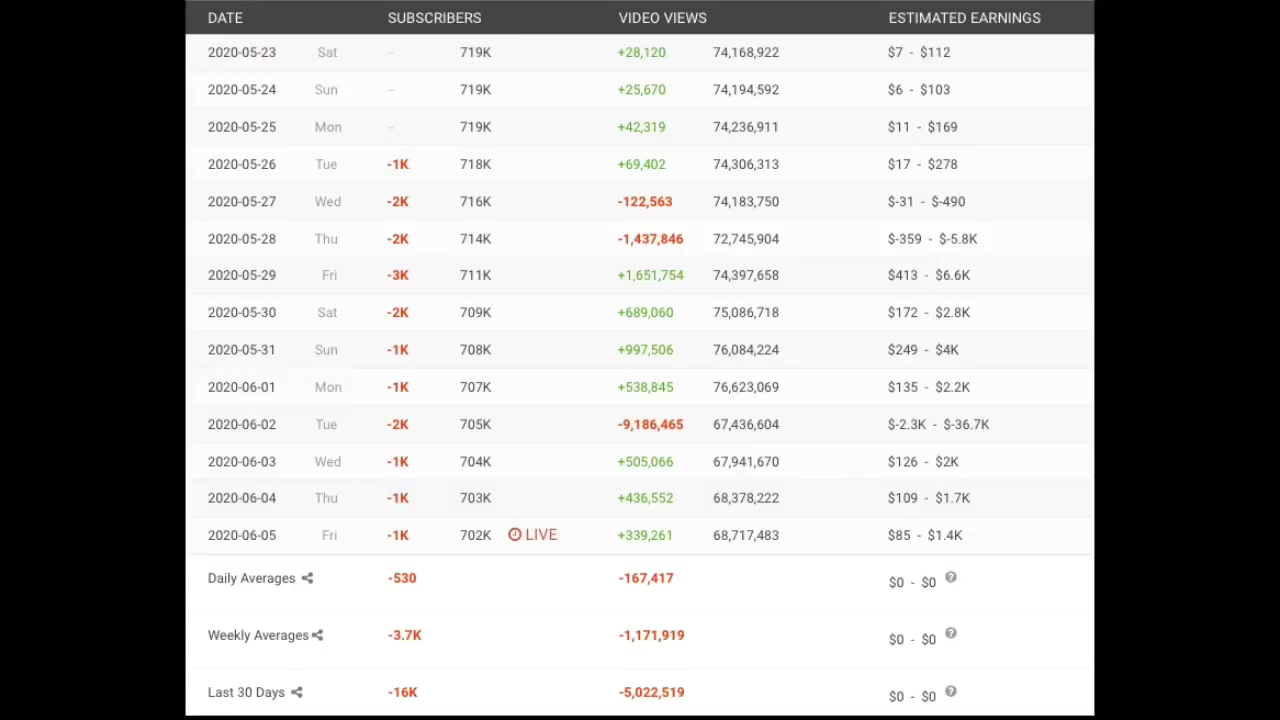 DATE SUBSCRIBERS VIDEO VIEWS ESTIMATED EARNINGS
2020-05-23 Sat -- 719K +28,120 74,168,922 $7 - $112
2020-05-24 Sun -- 719K +25,670 74,194,592 $6 - $103
2020-05-25 Mon -- 719K +42,319 74,236,911 $11 - $169
2020-05-26 Tue -1K 718K +69,402 74,306,313 $17 - $278
2020-05-27 Wed -2K 716K -122,563 74,183,750 $-31 - $-490
2020-05-28 Thu -2K 714K -1,437,846 72,745,904 $-359 - $-5.8K
2020-05-29 Fri -3K 711K +1,651,754 74,397,658 $413 - $6.6K
2020-05-30 Sat -2K 709K +689,060 75,086,718 $172 - $2.8K
2020-05-31 Sun -1K 708K +997,506 76,084,224 $249 - $4K
2020-06-01 Mon -1K 707K +538,845 76,623,069 $135 - $2.2K
2020-06-02 Tue -2K 705K -9,186,465 67,436,604 $-2.3K - $-36.7K
2020-06-03 Wed -1K 704K +505,066 67,941,670 $126 - $2K
2020-06-04 Thu -1K 703K +436,552 68,378,222 $109 - $1.7K
2020-06-05 Fri -1K 702K LIVE +339,261 68,717,483 $85 - $1.4K
Daily Averages -530 -167,417 $0 - $0 ?
Weekly Averages -3.7K -1,171,919 $0 - $0 ?
Last 30 Days -16K -5,022,519 $0 - $0 ?